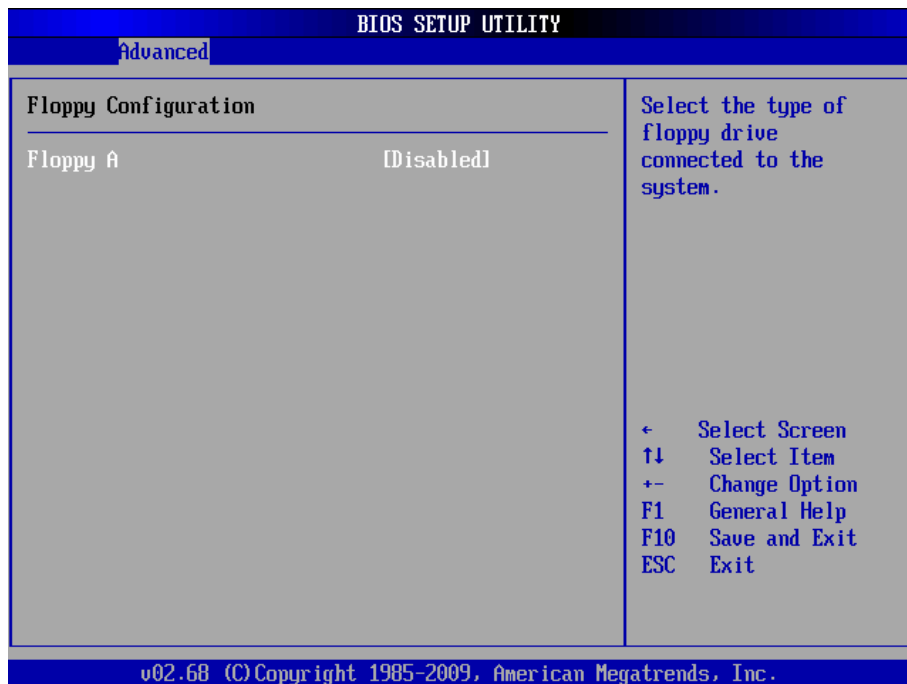 BIOS SETUP UTILITY
Advanced
Floppy Configuration
Floppy A [Disabled]
Select the type of
floppy drive
connected to the
system.
← Select Screen
↑↓ Select Item
+- Change Option
F1 General Help
F10 Save and Exit
ESC Exit
v02.68 (C)Copyright 1985-2009, American Megatrends, Inc.